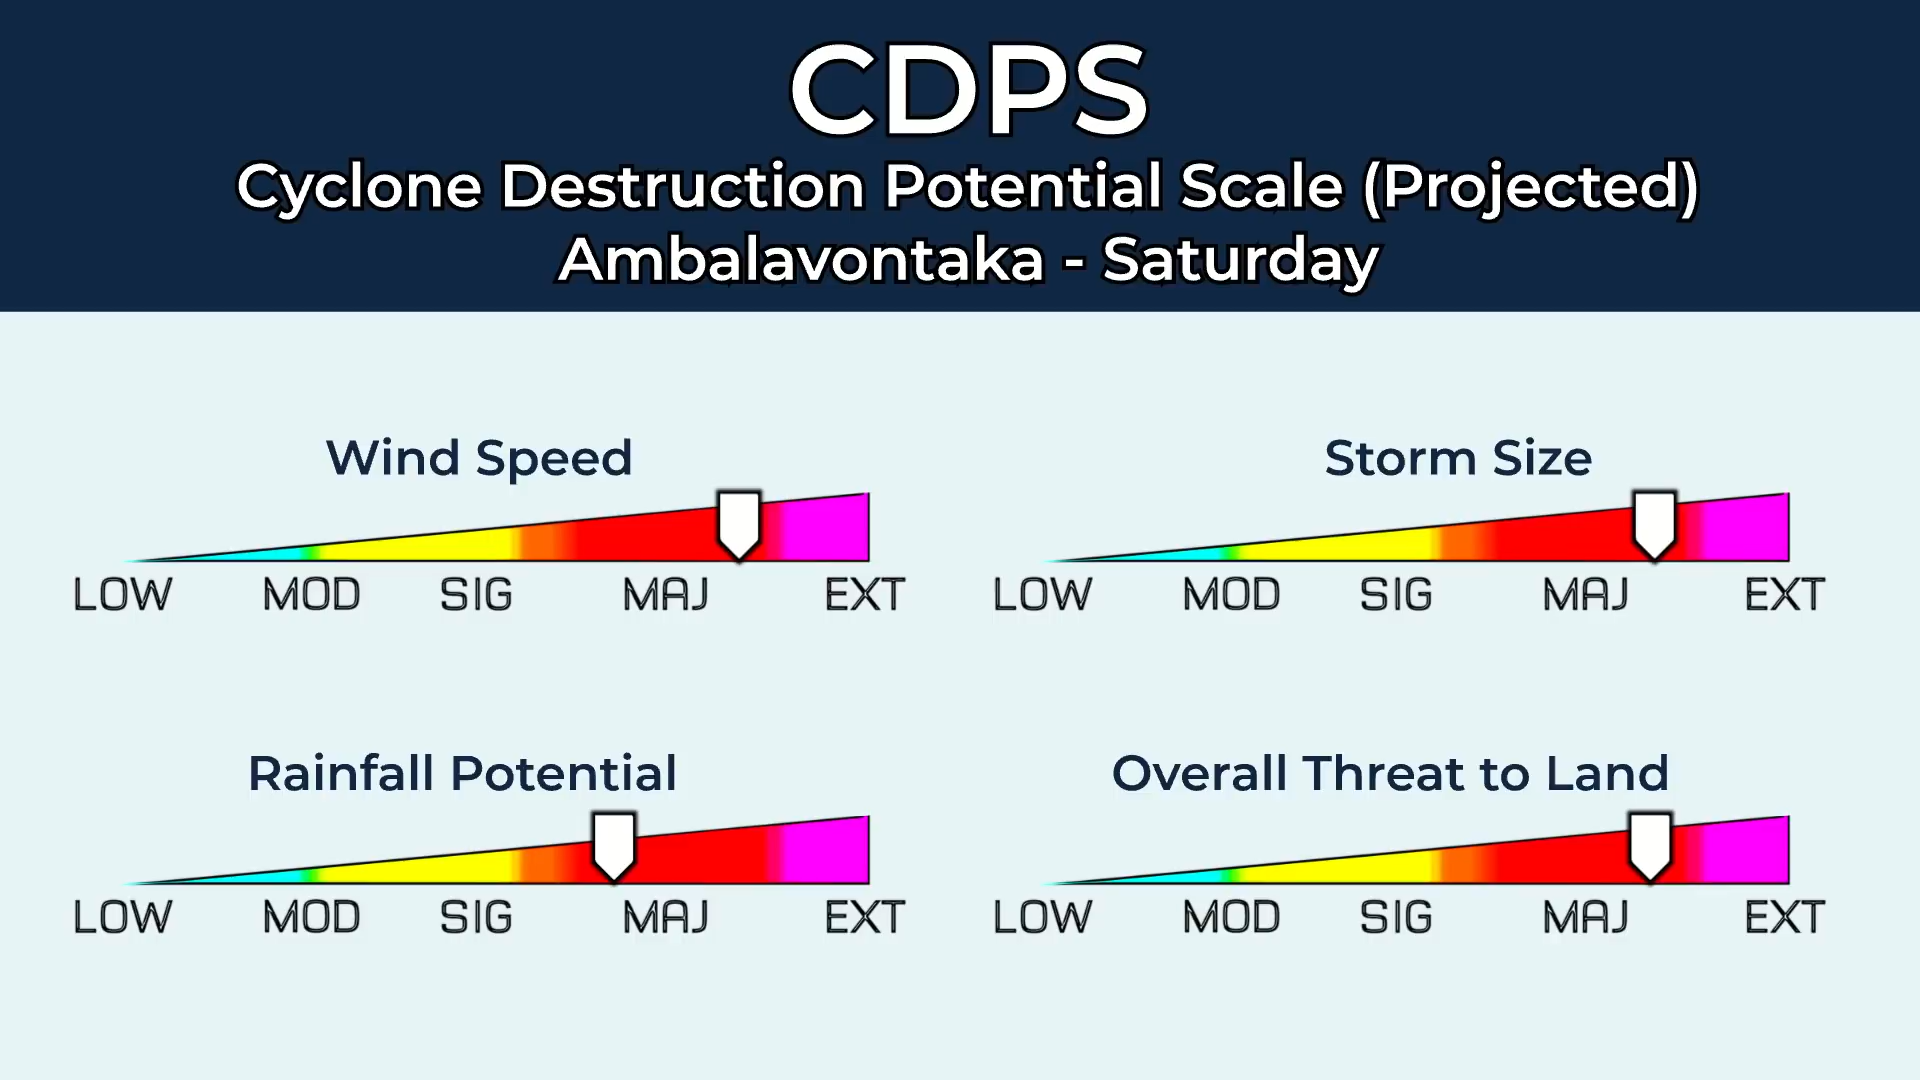 CDPS
Cyclone Destruction Potential Scale (Projected)
Ambalavontaka - Saturday
Wind Speed
LOW MOD SIG MAJ EXT
Storm Size
LOW MOD SIG MAJ EXT
Rainfall Potential
LOW MOD SIG MAJ EXT
Overall Threat to Land
LOW MOD SIG MAJ EXT